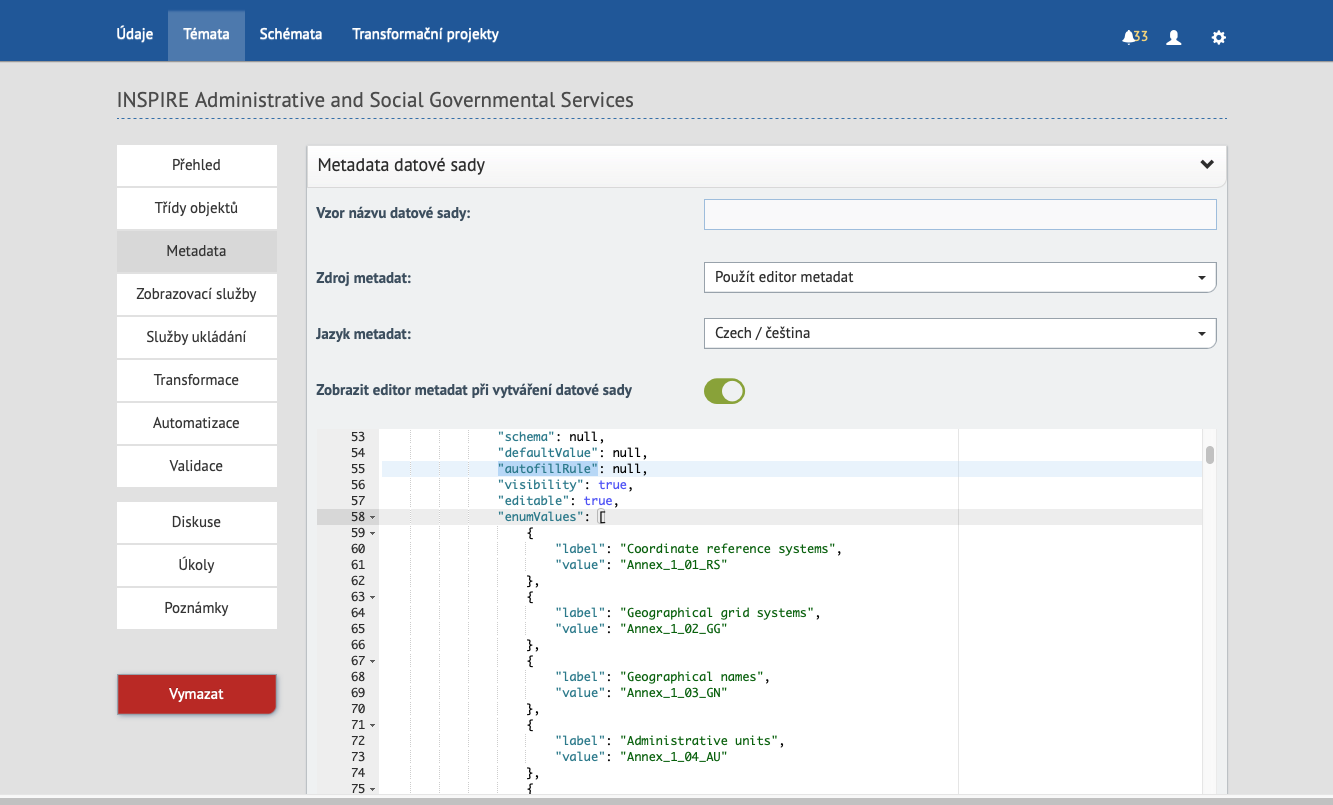 Údaje Témata Schémata Transformační projekty 33
INSPIRE Administrative and Social Governmental Services
Přehled
Třídy objektů
Metadata
Zobrazovací služby
Služby ukládání
Transformace
Automatizace
Validace
Diskuse
Úkoly
Poznámky
Vymazat
Metadata datové sady
Vzor názvu datové sady:
Zdroj metadat: Použít editor metadat
Jazyk metadat: Czech / čeština
Zobrazit editor metadat při vytváření datové sady
53 "schema": null,
54 "defaultValue": null,
55 "autofillRule": null,
56 "visibility": true,
57 "editable": true,
58 "enumValues": [
59 {
60 "label": "Coordinate reference systems",
61 "value": "Annex_1_01_RS"
62 },
63 {
64 "label": "Geographical grid systems",
65 "value": "Annex_1_02_GG"
66 },
67 {
68 "label": "Geographical names",
69 "value": "Annex_1_03_GN"
70 },
71 {
72 "label": "Administrative units",
73 "value": "Annex_1_04_AU"
74 },
75 {